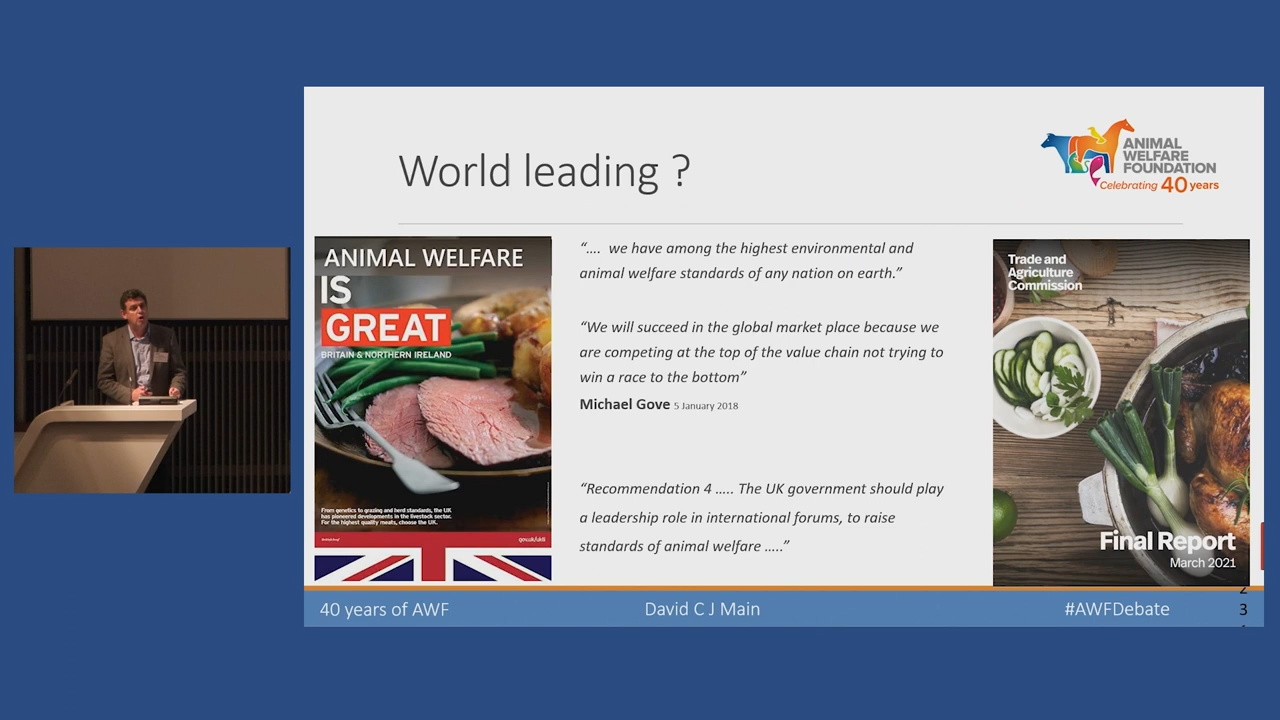 World leading ?
ANIMAL
WELFARE
FOUNDATION
Celebrating 40 years
ANIMAL WELFARE
IS
GREAT
BRITAIN & NORTHERN IRELAND
From genetics to grazing and herd standards, the UK
has pioneered developments in the livestock sector.
For the highest quality meats, choose the UK.
“.... we have among the highest environmental and
animal welfare standards of any nation on earth.”
“We will succeed in the global market place because we
are competing at the top of the value chain not trying to
win a race to the bottom”
Michael Gove 5 January 2018
“Recommendation 4 ..... The UK government should play
a leadership role in international forums, to raise
standards of animal welfare .....”
Trade and
Agriculture
Commission
Final Report
March 2021
40 years of AWF
David C J Main
#AWFDebate
2
3